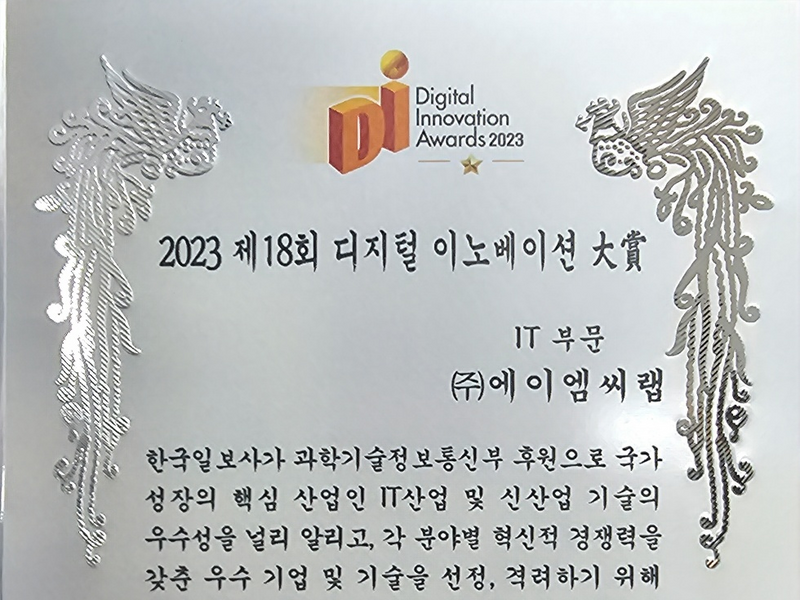 Di Digital
Innovation
Awards 2023
2023 제18회 디지털 이노베이션 大賞
IT 부문
㈜에이엠씨랩
한국일보사가 과학기술정보통신부 후원으로 국가
성장의 핵심 산업인 IT산업 및 신산업 기술의
우수성을 널리 알리고, 각 분야별 혁신적 경쟁력을
갖춘 우수 기업 및 기술을 선정, 격려하기 위해